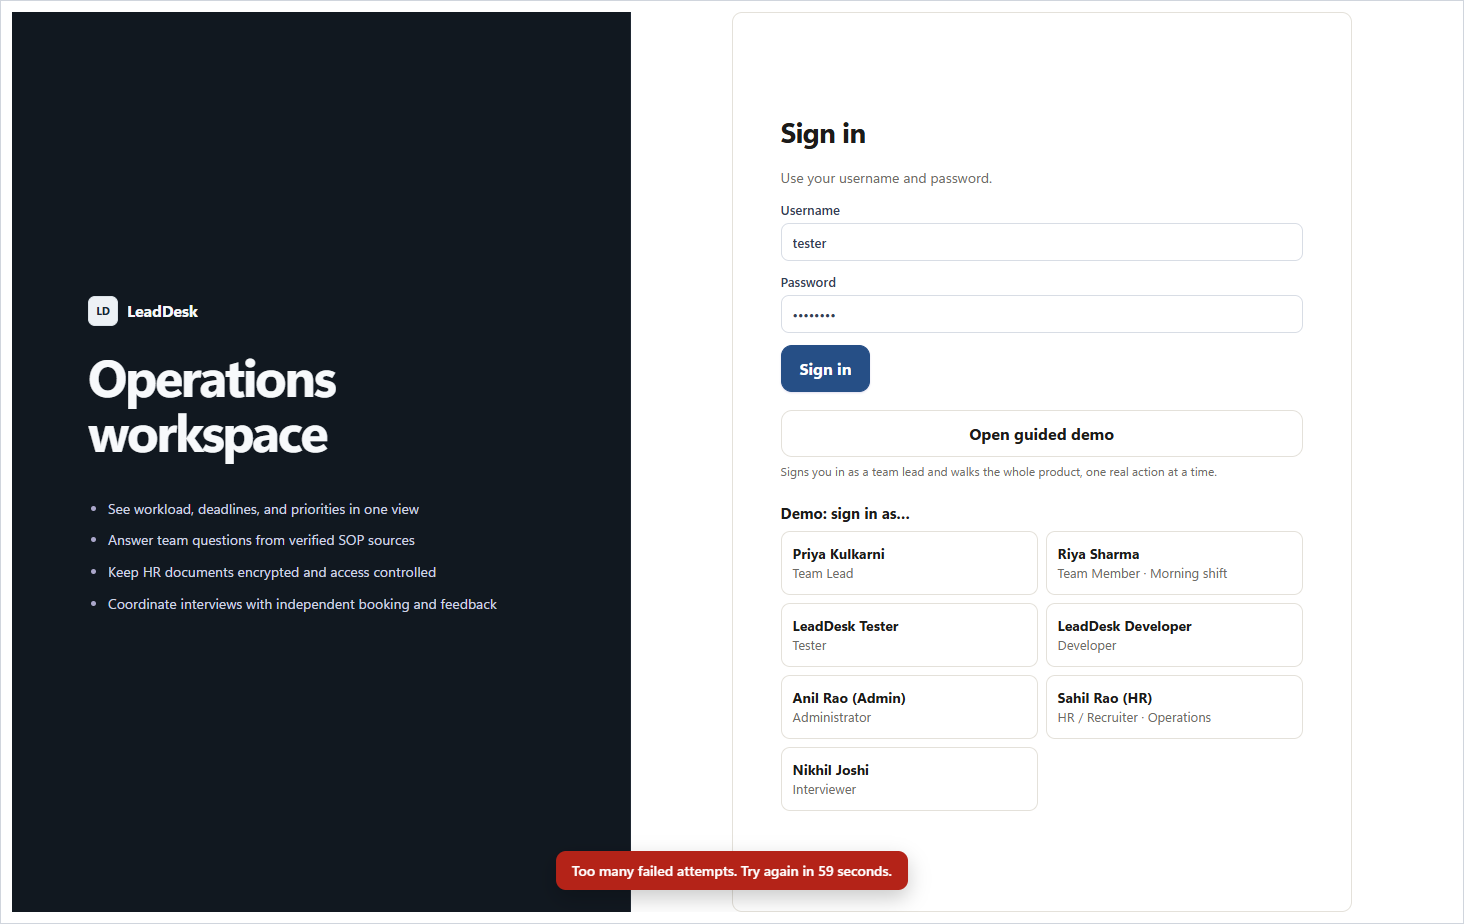 LD
LeadDesk
Operations
workspace
See workload, deadlines, and priorities in one view
Answer team questions from verified SOP sources
Keep HR documents encrypted and access controlled
Coordinate interviews with independent booking and feedback
Sign in
Use your username and password.
Username
tester
Password
••••••••
Sign in
Open guided demo
Signs you in as a team lead and walks the whole product, one real action at a time.
Demo: sign in as...
Priya Kulkarni
Team Lead
Riya Sharma
Team Member · Morning shift
LeadDesk Tester
Tester
LeadDesk Developer
Developer
Anil Rao (Admin)
Administrator
Sahil Rao (HR)
HR / Recruiter · Operations
Nikhil Joshi
Interviewer
Too many failed attempts. Try again in 59 seconds.